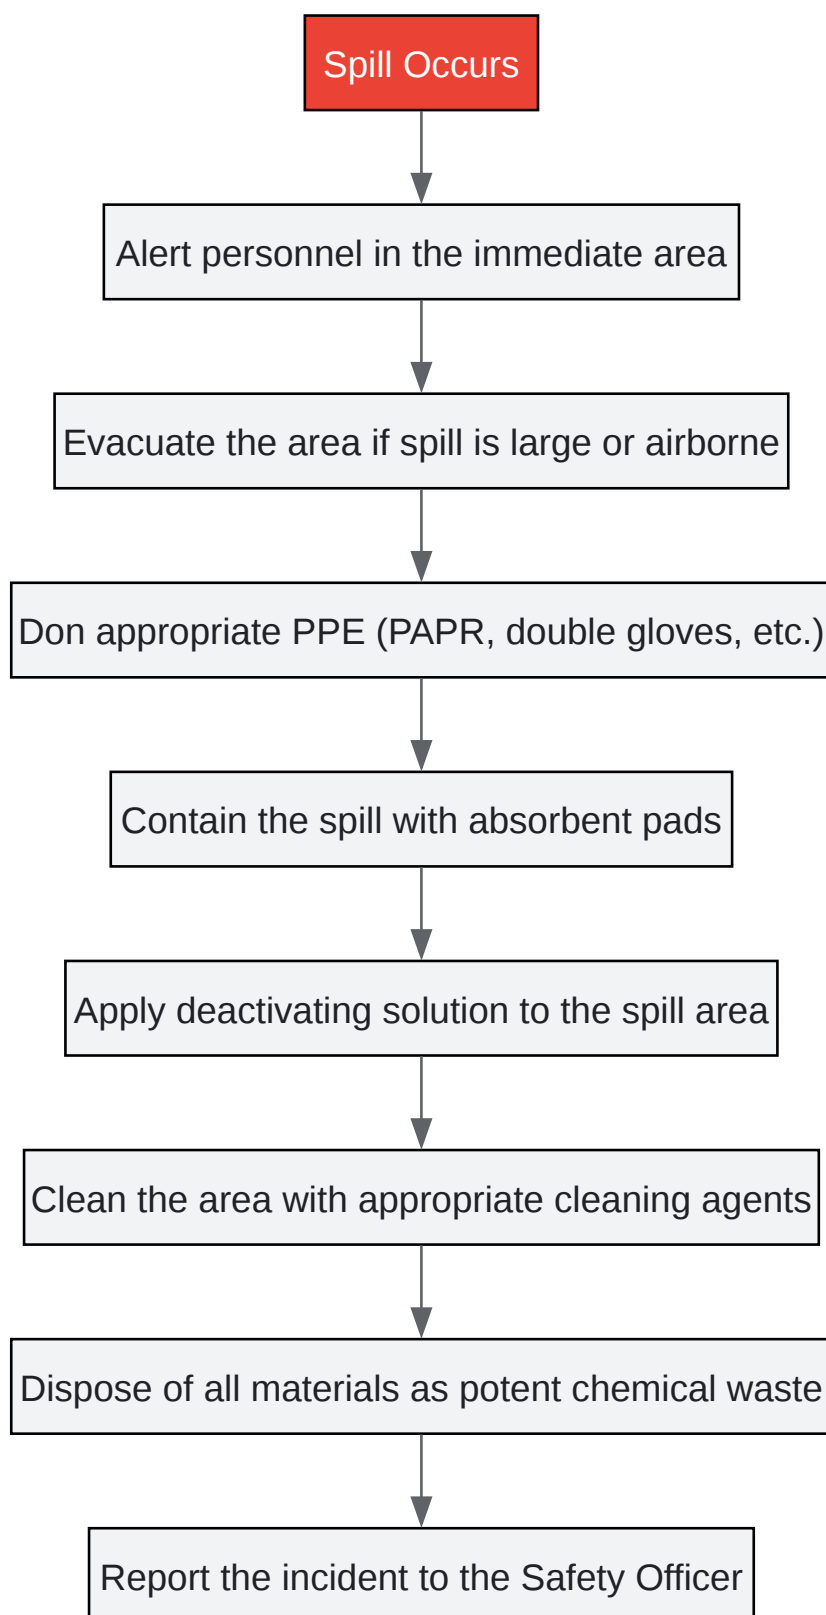 Spill Occurs
Alert personnel in the immediate area
Evacuate the area if spill is large or airborne
Don appropriate PPE (PAPR, double gloves, etc.)
Contain the spill with absorbent pads
Apply deactivating solution to the spill area
Clean the area with appropriate cleaning agents
Dispose of all materials as potent chemical waste
Report the incident to the Safety Officer